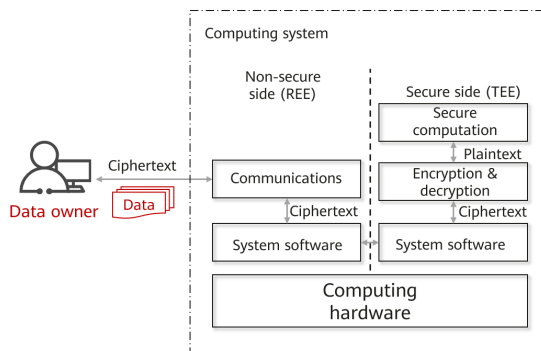 Computing system
Non-secure
side (REE)
Secure side (TEE)
Secure
computation
Plaintext
Ciphertext
Communications
Encryption &
decryption
Data owner
Data
Ciphertext
Ciphertext
System software
System software
Computing
hardware